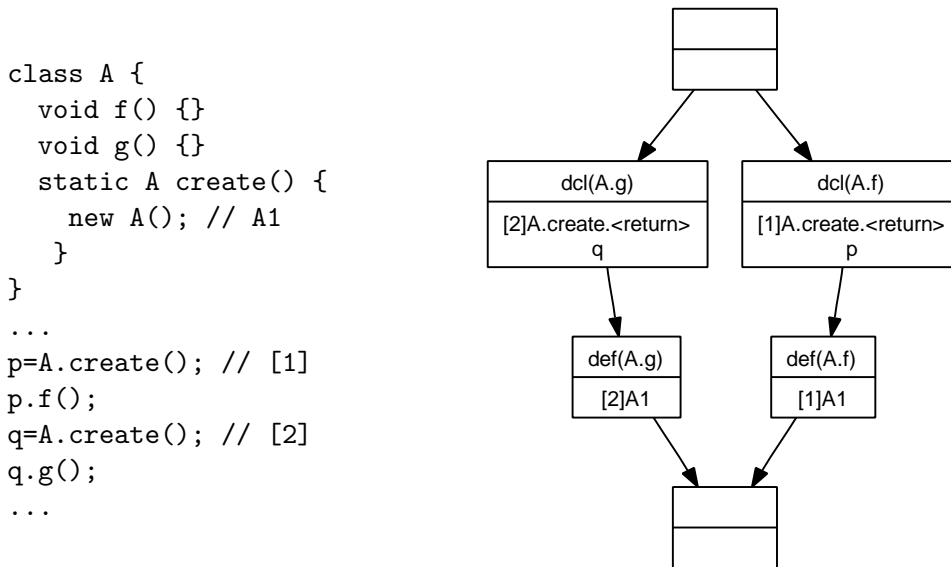 class A {
void f() {}
void g() {}
static A create() {
new A(); // A1
}
}
...
p=A.create(); // [1]
p.f();
q=A.create(); // [2]
q.g();
...
dcl(A.g)
[2]A.create.<return>
q
dcl(A.f)
[1]A.create.<return>
p
def(A.g)
[2]A1
def(A.f)
[1]A1